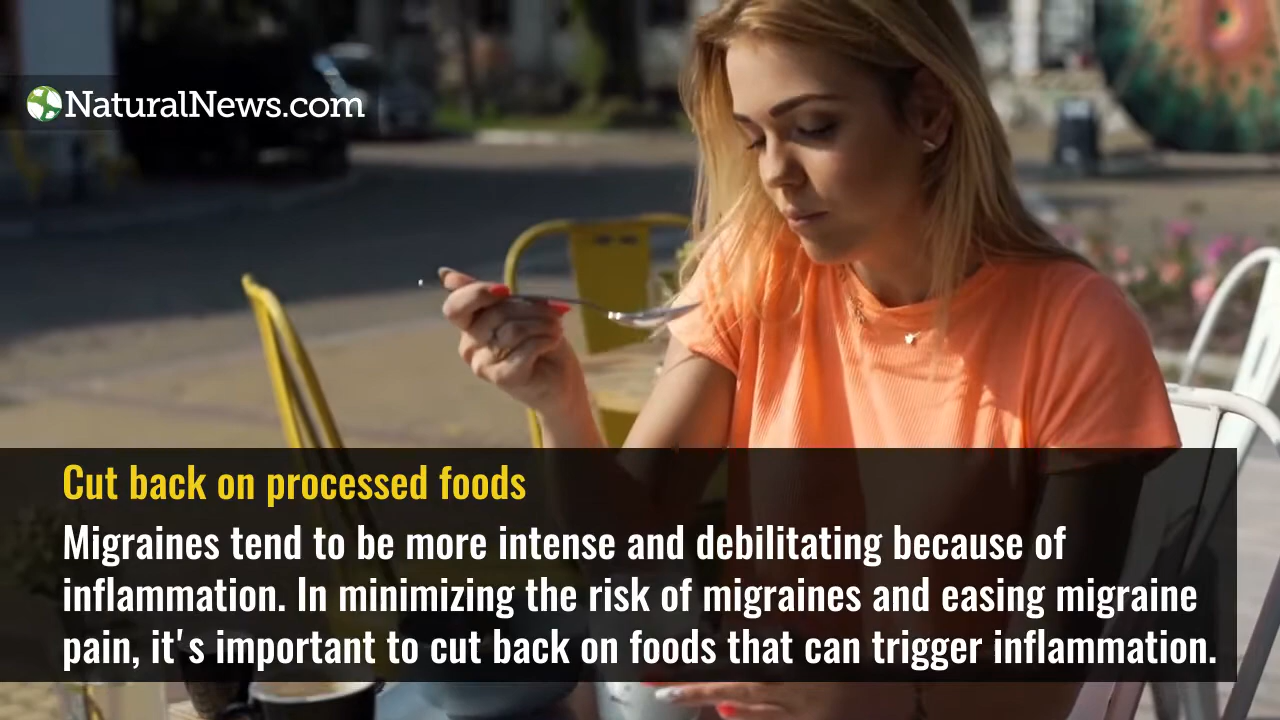 NaturalNews.com
Cut back on processed foods
Migraines tend to be more intense and debilitating because of
inflammation. In minimizing the risk of migraines and easing migraine
pain, it's important to cut back on foods that can trigger inflammation.